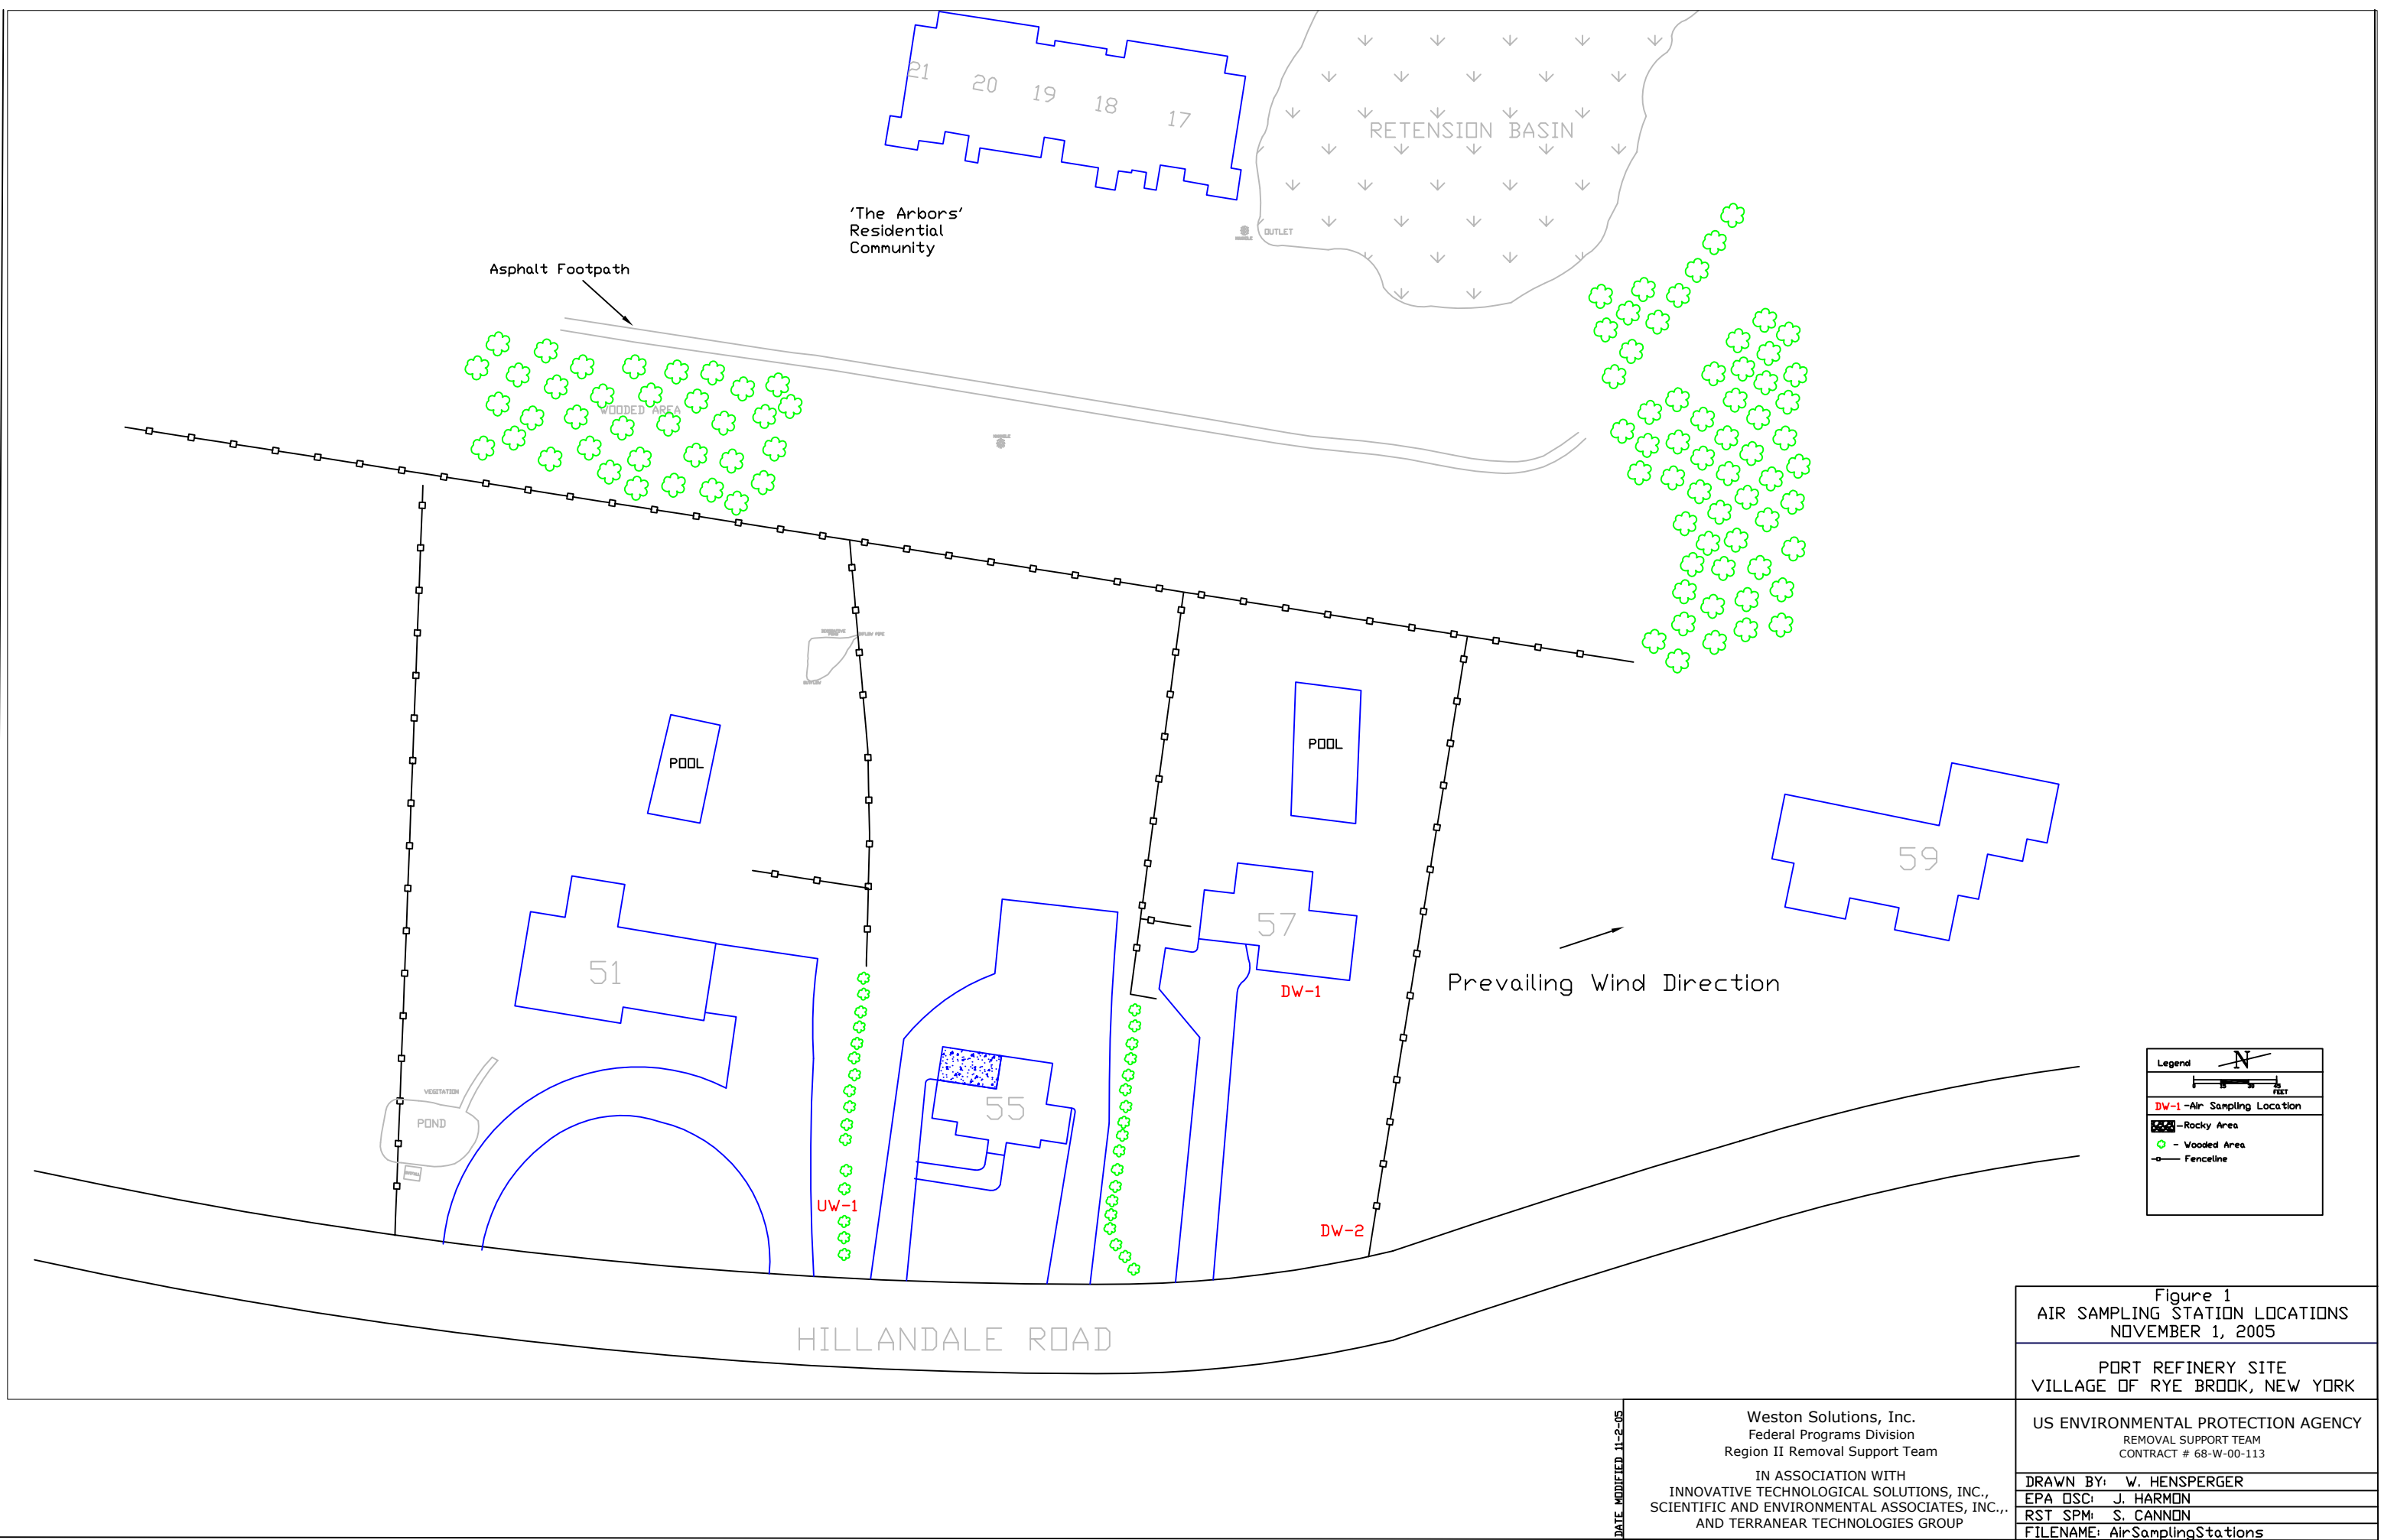 21
20
19
18
17
RETENSION BASIN
OUTLET
'The Arbors'
Residential
Community
Asphalt Footpath
WOODED AREA
POOL
POOL
59
57
51
DW-1
Prevailing Wind Direction
55
VEGITATION
POND
UW-1
DW-2
HILLANDALE ROAD
Legend
N
0 15 30 45
FEET
DW-1 -Air Sampling Location
-Rocky Area
- Wooded Area
- Fenceline
Figure 1
AIR SAMPLING STATION LOCATIONS
NOVEMBER 1, 2005
PORT REFINERY SITE
VILLAGE OF RYE BROOK, NEW YORK
DATE MODIFIED 11-2-05
Weston Solutions, Inc.
Federal Programs Division
Region II Removal Support Team
IN ASSOCIATION WITH
INNOVATIVE TECHNOLOGICAL SOLUTIONS, INC.,
SCIENTIFIC AND ENVIRONMENTAL ASSOCIATES, INC.,.
AND TERRANEAR TECHNOLOGIES GROUP
US ENVIRONMENTAL PROTECTION AGENCY
REMOVAL SUPPORT TEAM
CONTRACT # 68-W-00-113
DRAWN BY: W. HENSPERGER
EPA OSC: J. HARMON
RST SPM: S. CANNON
FILENAME: AirSamplingStations